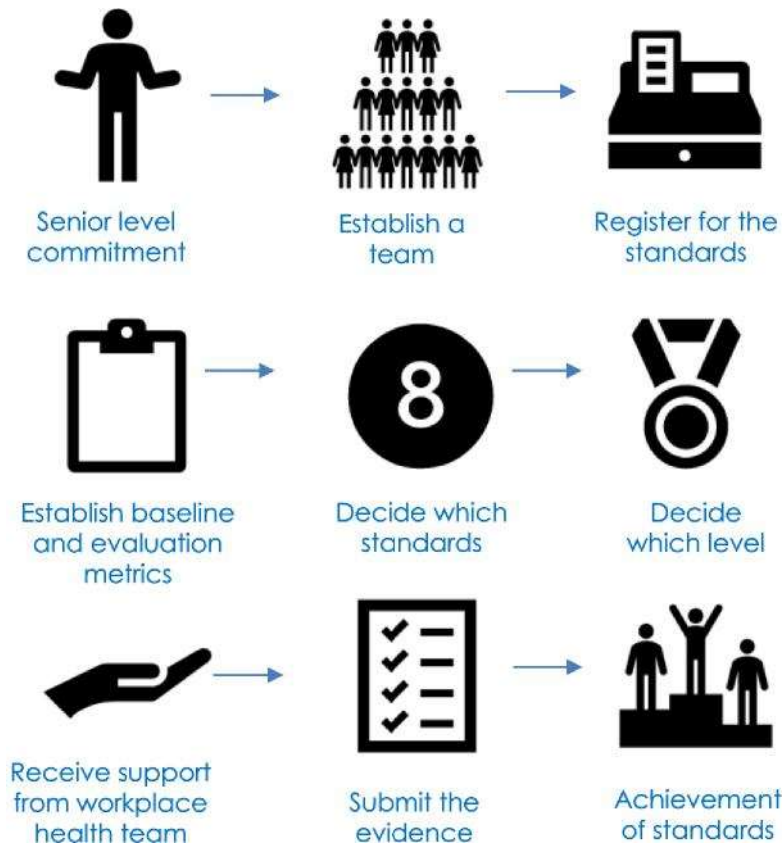 Senior level
commitment
Establish a
team
Register for the
standards
Establish baseline
and evaluation
metrics
8
Decide which
standards
Decide
which level
Receive support
from workplace
health team
Submit the
evidence
Achievement
of standards